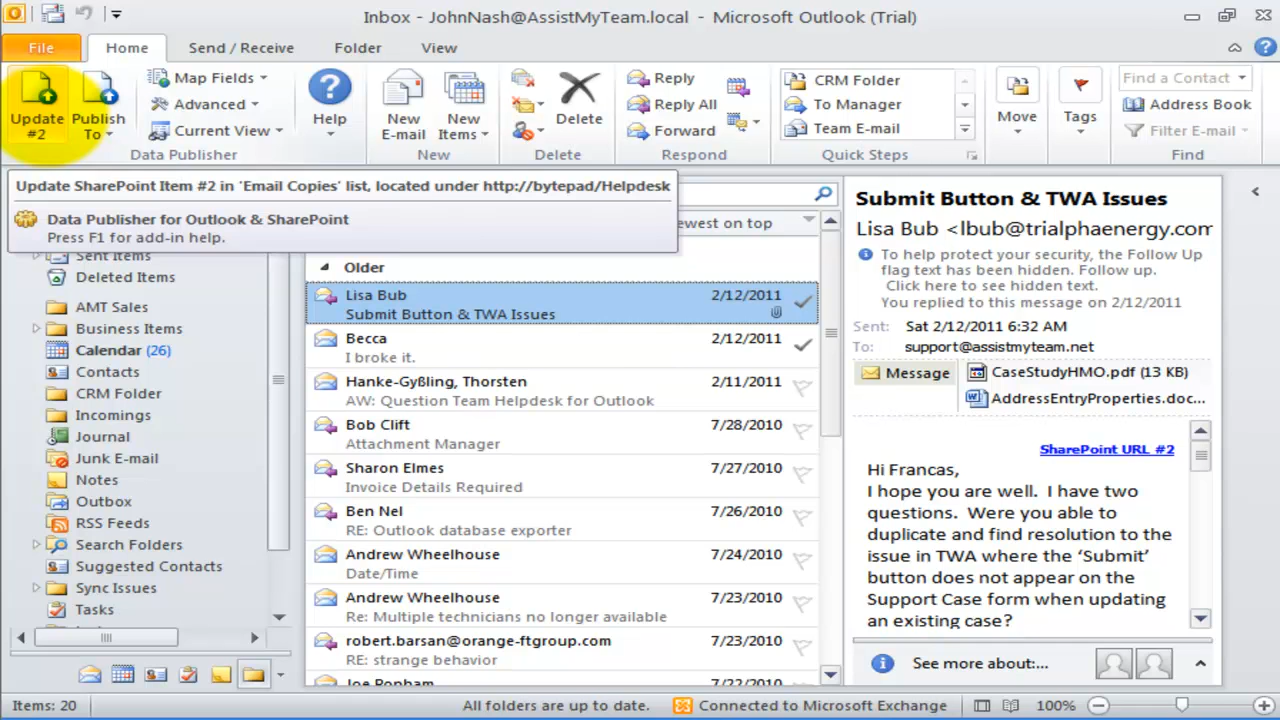 Inbox - JohnNash@AssistMyTeam.local - Microsoft Outlook (Trial)
File Home Send / Receive Folder View
Update #2
Publish To
Map Fields
Advanced
Current View
Data Publisher
Help
New E-mail
New Items
New
Delete
Delete
Reply
Reply All
Forward
Respond
CRM Folder
To Manager
Team E-mail
Quick Steps
Move
Tags
Find a Contact
Address Book
Filter E-mail
Find
Update SharePoint Item #2 in 'Email Copies' list, located under http://bytepad/Helpdesk
Data Publisher for Outlook & SharePoint
Press F1 for add-in help.
Sent Items
Deleted Items
AMT Sales
Business Items
Calendar (26)
Contacts
CRM Folder
Incomings
Journal
Junk E-mail
Notes
Outbox
RSS Feeds
Search Folders
Suggested Contacts
Sync Issues
Tasks
ewest on top
Older
Lisa Bub 2/12/2011
Submit Button & TWA Issues
Becca 2/12/2011
I broke it.
Hanke-Gyßling, Thorsten 2/11/2011
AW: Question Team Helpdesk for Outlook
Bob Clift 7/28/2010
Attachment Manager
Sharon Elmes 7/27/2010
Invoice Details Required
Ben Nel 7/26/2010
RE: Outlook database exporter
Andrew Wheelhouse 7/24/2010
Date/Time
Andrew Wheelhouse 7/23/2010
Re: Multiple technicians no longer available
robert.barsan@orange-ftgroup.com 7/23/2010
RE: strange behavior
Joe Ponham 7/22/2010
Submit Button & TWA Issues
Lisa Bub <lbub@trialphaenergy.com
To help protect your security, the Follow Up
flag text has been hidden. Follow up.
Click here to see hidden text.
You replied to this message on 2/12/2011
Sent: Sat 2/12/2011 6:32 AM
To: support@assistmyteam.net
Message
CaseStudyHMO.pdf (13 KB)
AddressEntryProperties.doc...
SharePoint URL #2
Hi Francas,
I hope you are well. I have two
questions. Were you able to
duplicate and find resolution to the
issue in TWA where the ‘Submit’
button does not appear on the
Support Case form when updating
an existing case?
See more about:...
Items: 20 All folders are up to date. Connected to Microsoft Exchange 100%